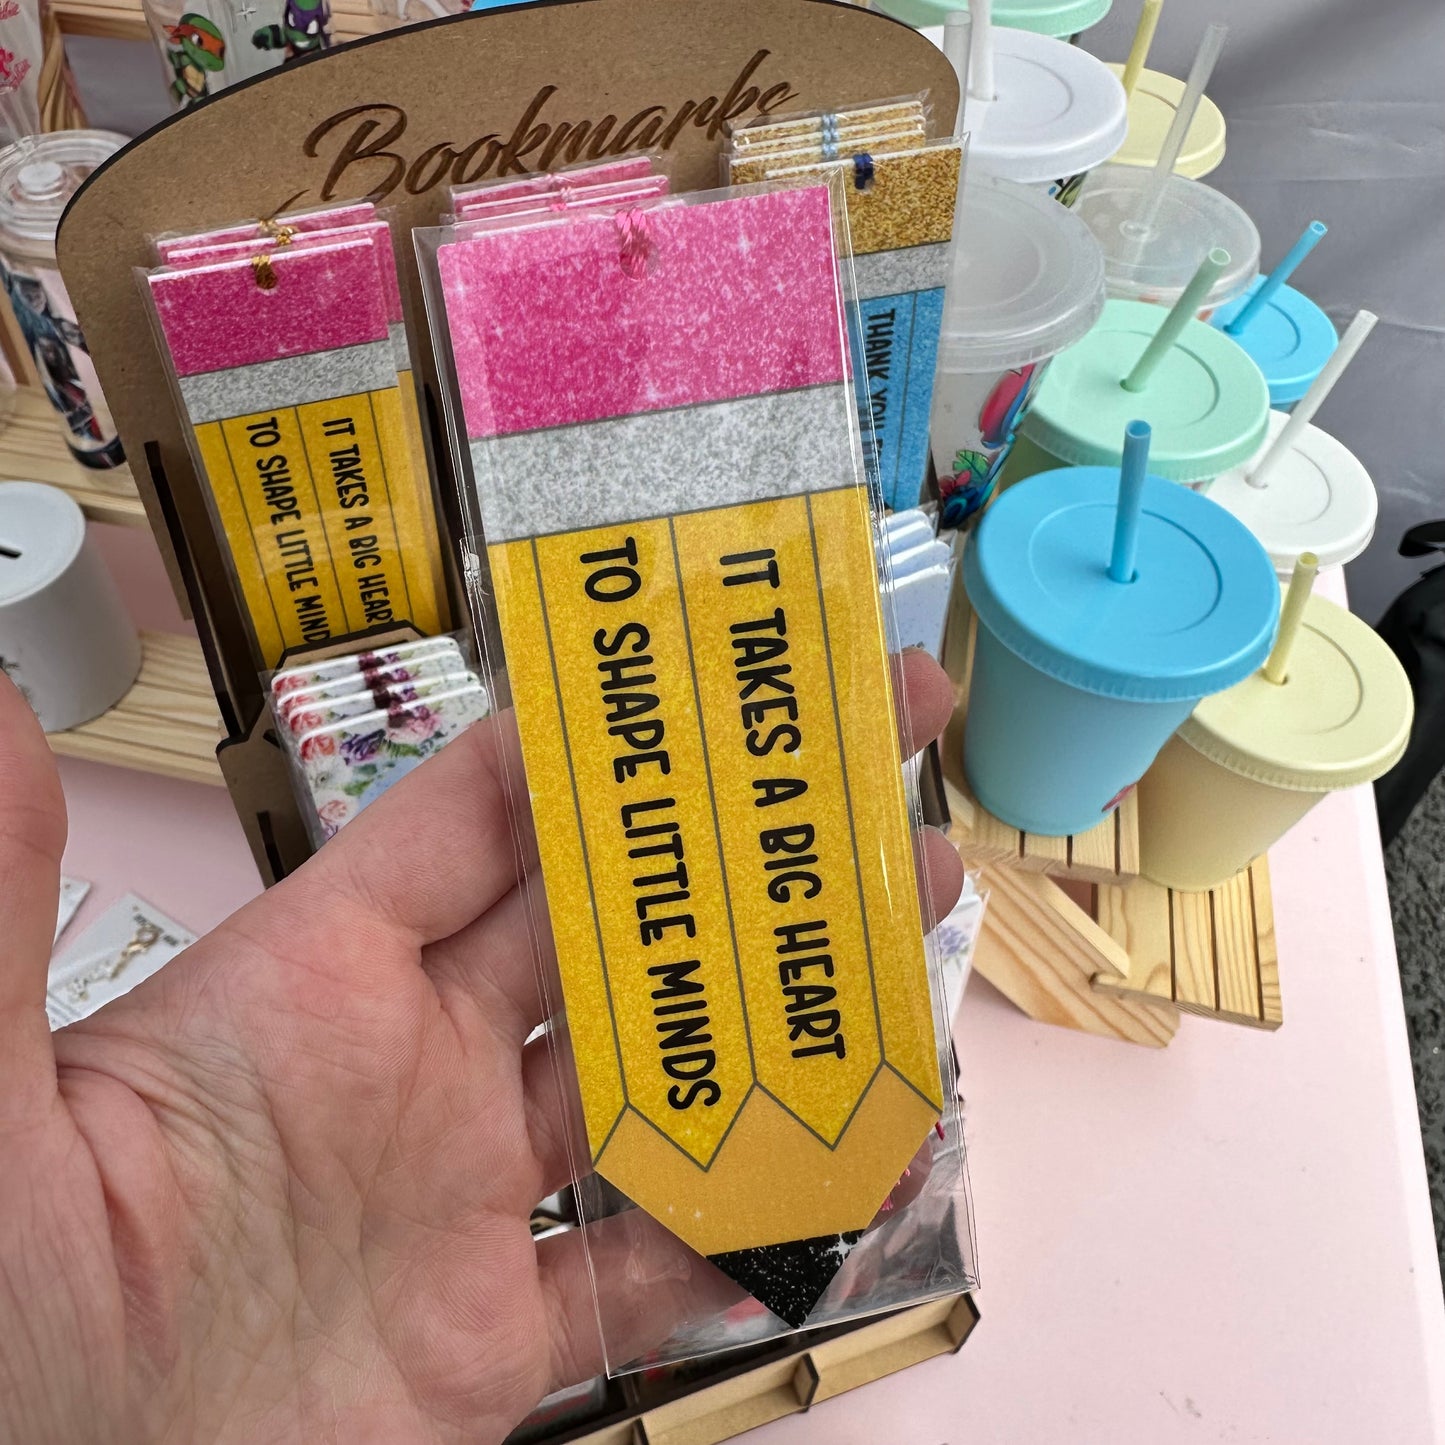 Bookmarks
IT TAKES A BIG HEART
TO SHAPE LITTLE MINDS
IT TAKES A BIG HEART
TO SHAPE LITTLE MINDS
THANK YOU